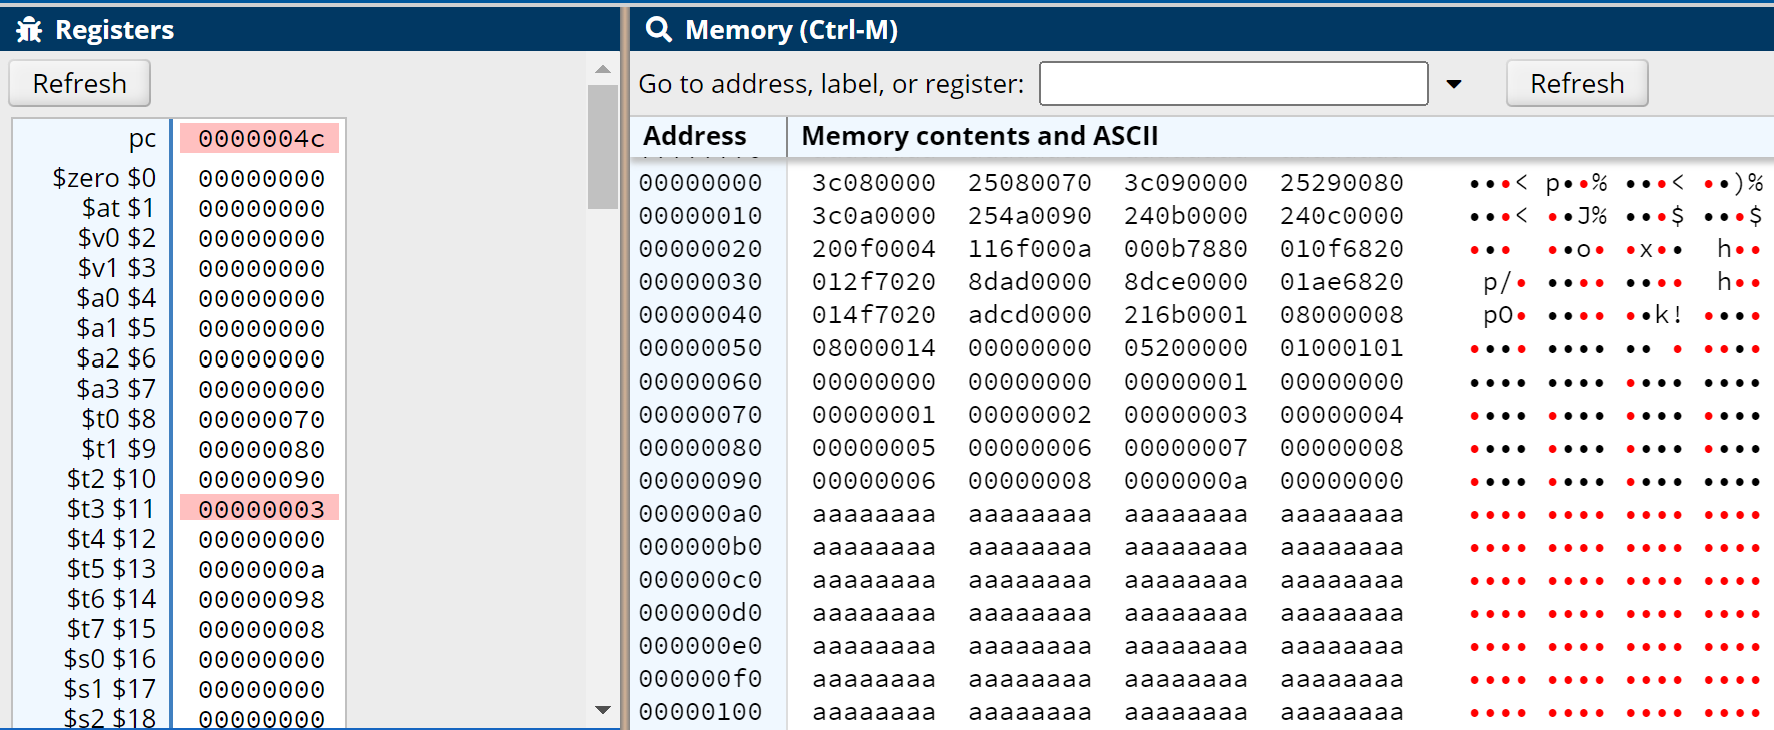 Registers
Refresh
pc 0000004c
$zero $0 00000000
$at $1 00000000
$v0 $2 00000000
$v1 $3 00000000
$a0 $4 00000000
$a1 $5 00000000
$a2 $6 00000000
$a3 $7 00000000
$t0 $8 00000070
$t1 $9 00000080
$t2 $10 00000090
$t3 $11 00000003
$t4 $12 00000000
$t5 $13 0000000a
$t6 $14 00000098
$t7 $15 00000008
$s0 $16 00000000
$s1 $17 00000000
$s2 $18 00000000
Memory (Ctrl-M)
Go to address, label, or register: Refresh
Address Memory contents and ASCII
00000000 3c080000 25080070 3c090000 25290080 •••< p••% •••< ••)%
00000010 3c0a0000 254a0090 240b0000 240c0000 •••< ••J% •••$ •••$
00000020 200f0004 116f000a 000b7880 010f6820 ••• ••o• •x•• h••
00000030 012f7020 8dad0000 8dce0000 01ae6820 p/• •••• •••• h••
00000040 014f7020 adcd0000 216b0001 08000008 pO• •••• ••k! ••••
00000050 08000014 00000000 05200000 01000101 •••• •••• •• • ••••
00000060 00000000 00000000 00000001 00000000 •••• •••• •••• ••••
00000070 00000001 00000002 00000003 00000004 •••• •••• •••• ••••
00000080 00000005 00000006 00000007 00000008 •••• •••• •••• ••••
00000090 00000006 00000008 0000000a 00000000 •••• •••• •••• ••••
000000a0 aaaaaaaa aaaaaaaa aaaaaaaa aaaaaaaa •••• •••• •••• ••••
000000b0 aaaaaaaa aaaaaaaa aaaaaaaa aaaaaaaa •••• •••• •••• ••••
000000c0 aaaaaaaa aaaaaaaa aaaaaaaa aaaaaaaa •••• •••• •••• ••••
000000d0 aaaaaaaa aaaaaaaa aaaaaaaa aaaaaaaa •••• •••• •••• ••••
000000e0 aaaaaaaa aaaaaaaa aaaaaaaa aaaaaaaa •••• •••• •••• ••••
000000f0 aaaaaaaa aaaaaaaa aaaaaaaa aaaaaaaa •••• •••• •••• ••••
00000100 aaaaaaaa aaaaaaaa aaaaaaaa aaaaaaaa •••• •••• •••• ••••